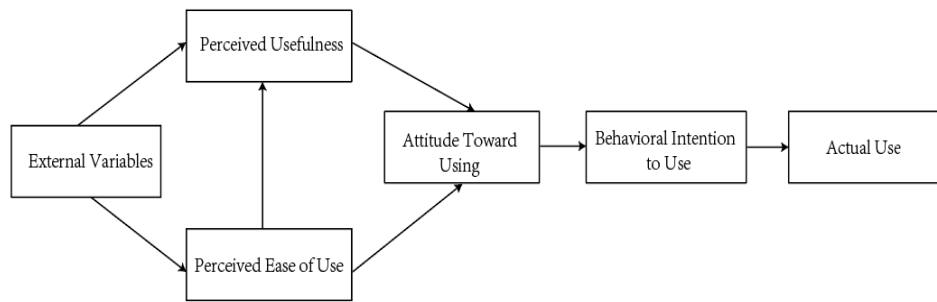 Perceived Usefulness
External Variables
Perceived Ease of Use
Attitude Toward
Using
Behavioral Intention
to Use
Actual Use